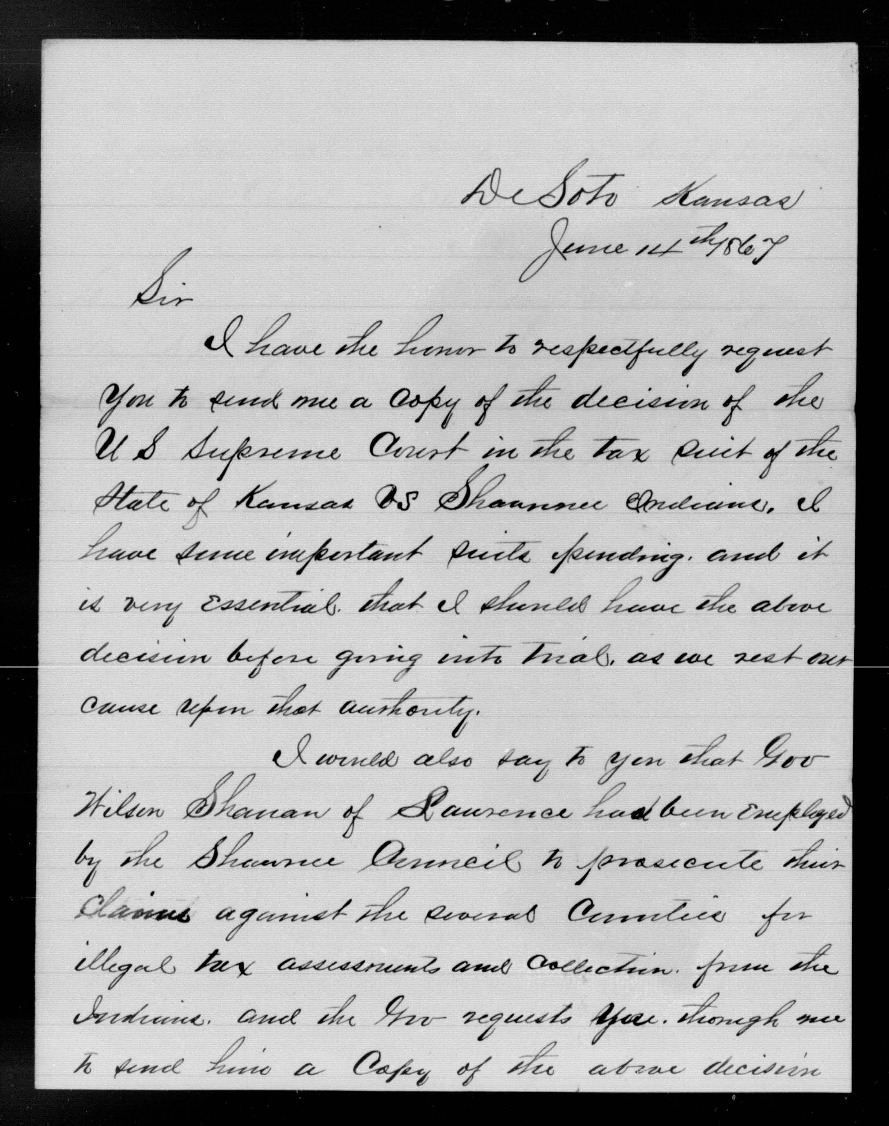 De Soto Kansas
June 14th 1867
Sir
I have the honor to respectfully request
You to send me a Copy of the decision of the
U S Supreme Court in the tax suit of the
State of Kansas VS Shawnee Indians. I
have some important suits pending. and it
is very Essential. that I should have the above
decision before going into trial. as we rest our
cause upon that authority.
I would also say to you that Gov
Wilson Shanan of Lawrence had been Employed
by the Shawnee Council to prosecute their
Claims against the several Counties for
illegal tax assessments and Collection. from the
Indians. and the Gov requests You. through me
to send him a Copy of the above decision